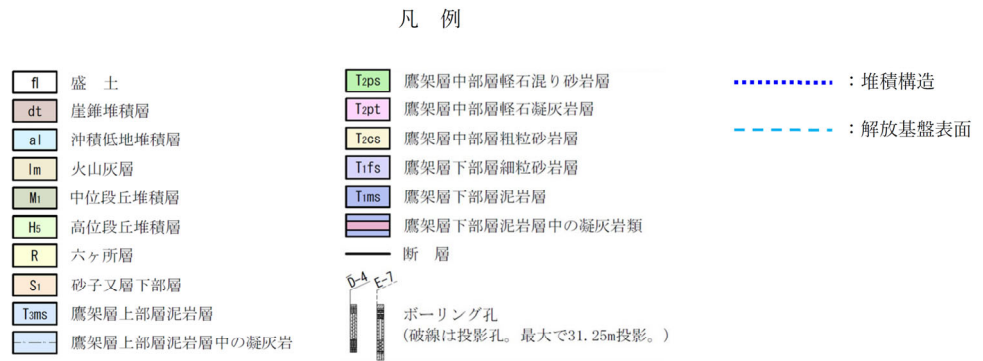 凡 例
fl 盛 土
dt 崖錐堆積層
al 沖積低地堆積層
lm 火山灰層
M1 中位段丘堆積層
H5 高位段丘堆積層
R 六ヶ所層
S1 砂子又層下部層
T3ms 鷹架層上部層泥岩層
鷹架層上部層泥岩層中の凝灰岩
T2ps 鷹架層中部層軽石混り砂岩層
T2pt 鷹架層中部層軽石凝灰岩層
T2cs 鷹架層中部層粗粒砂岩層
T1fs 鷹架層下部層細粒砂岩層
T1ms 鷹架層下部層泥岩層
鷹架層下部層泥岩層中の凝灰岩類
断 層
D-4 E-7
ボーリング孔
(破線は投影孔。最大で31.25m投影。)
：堆積構造
：解放基盤表面